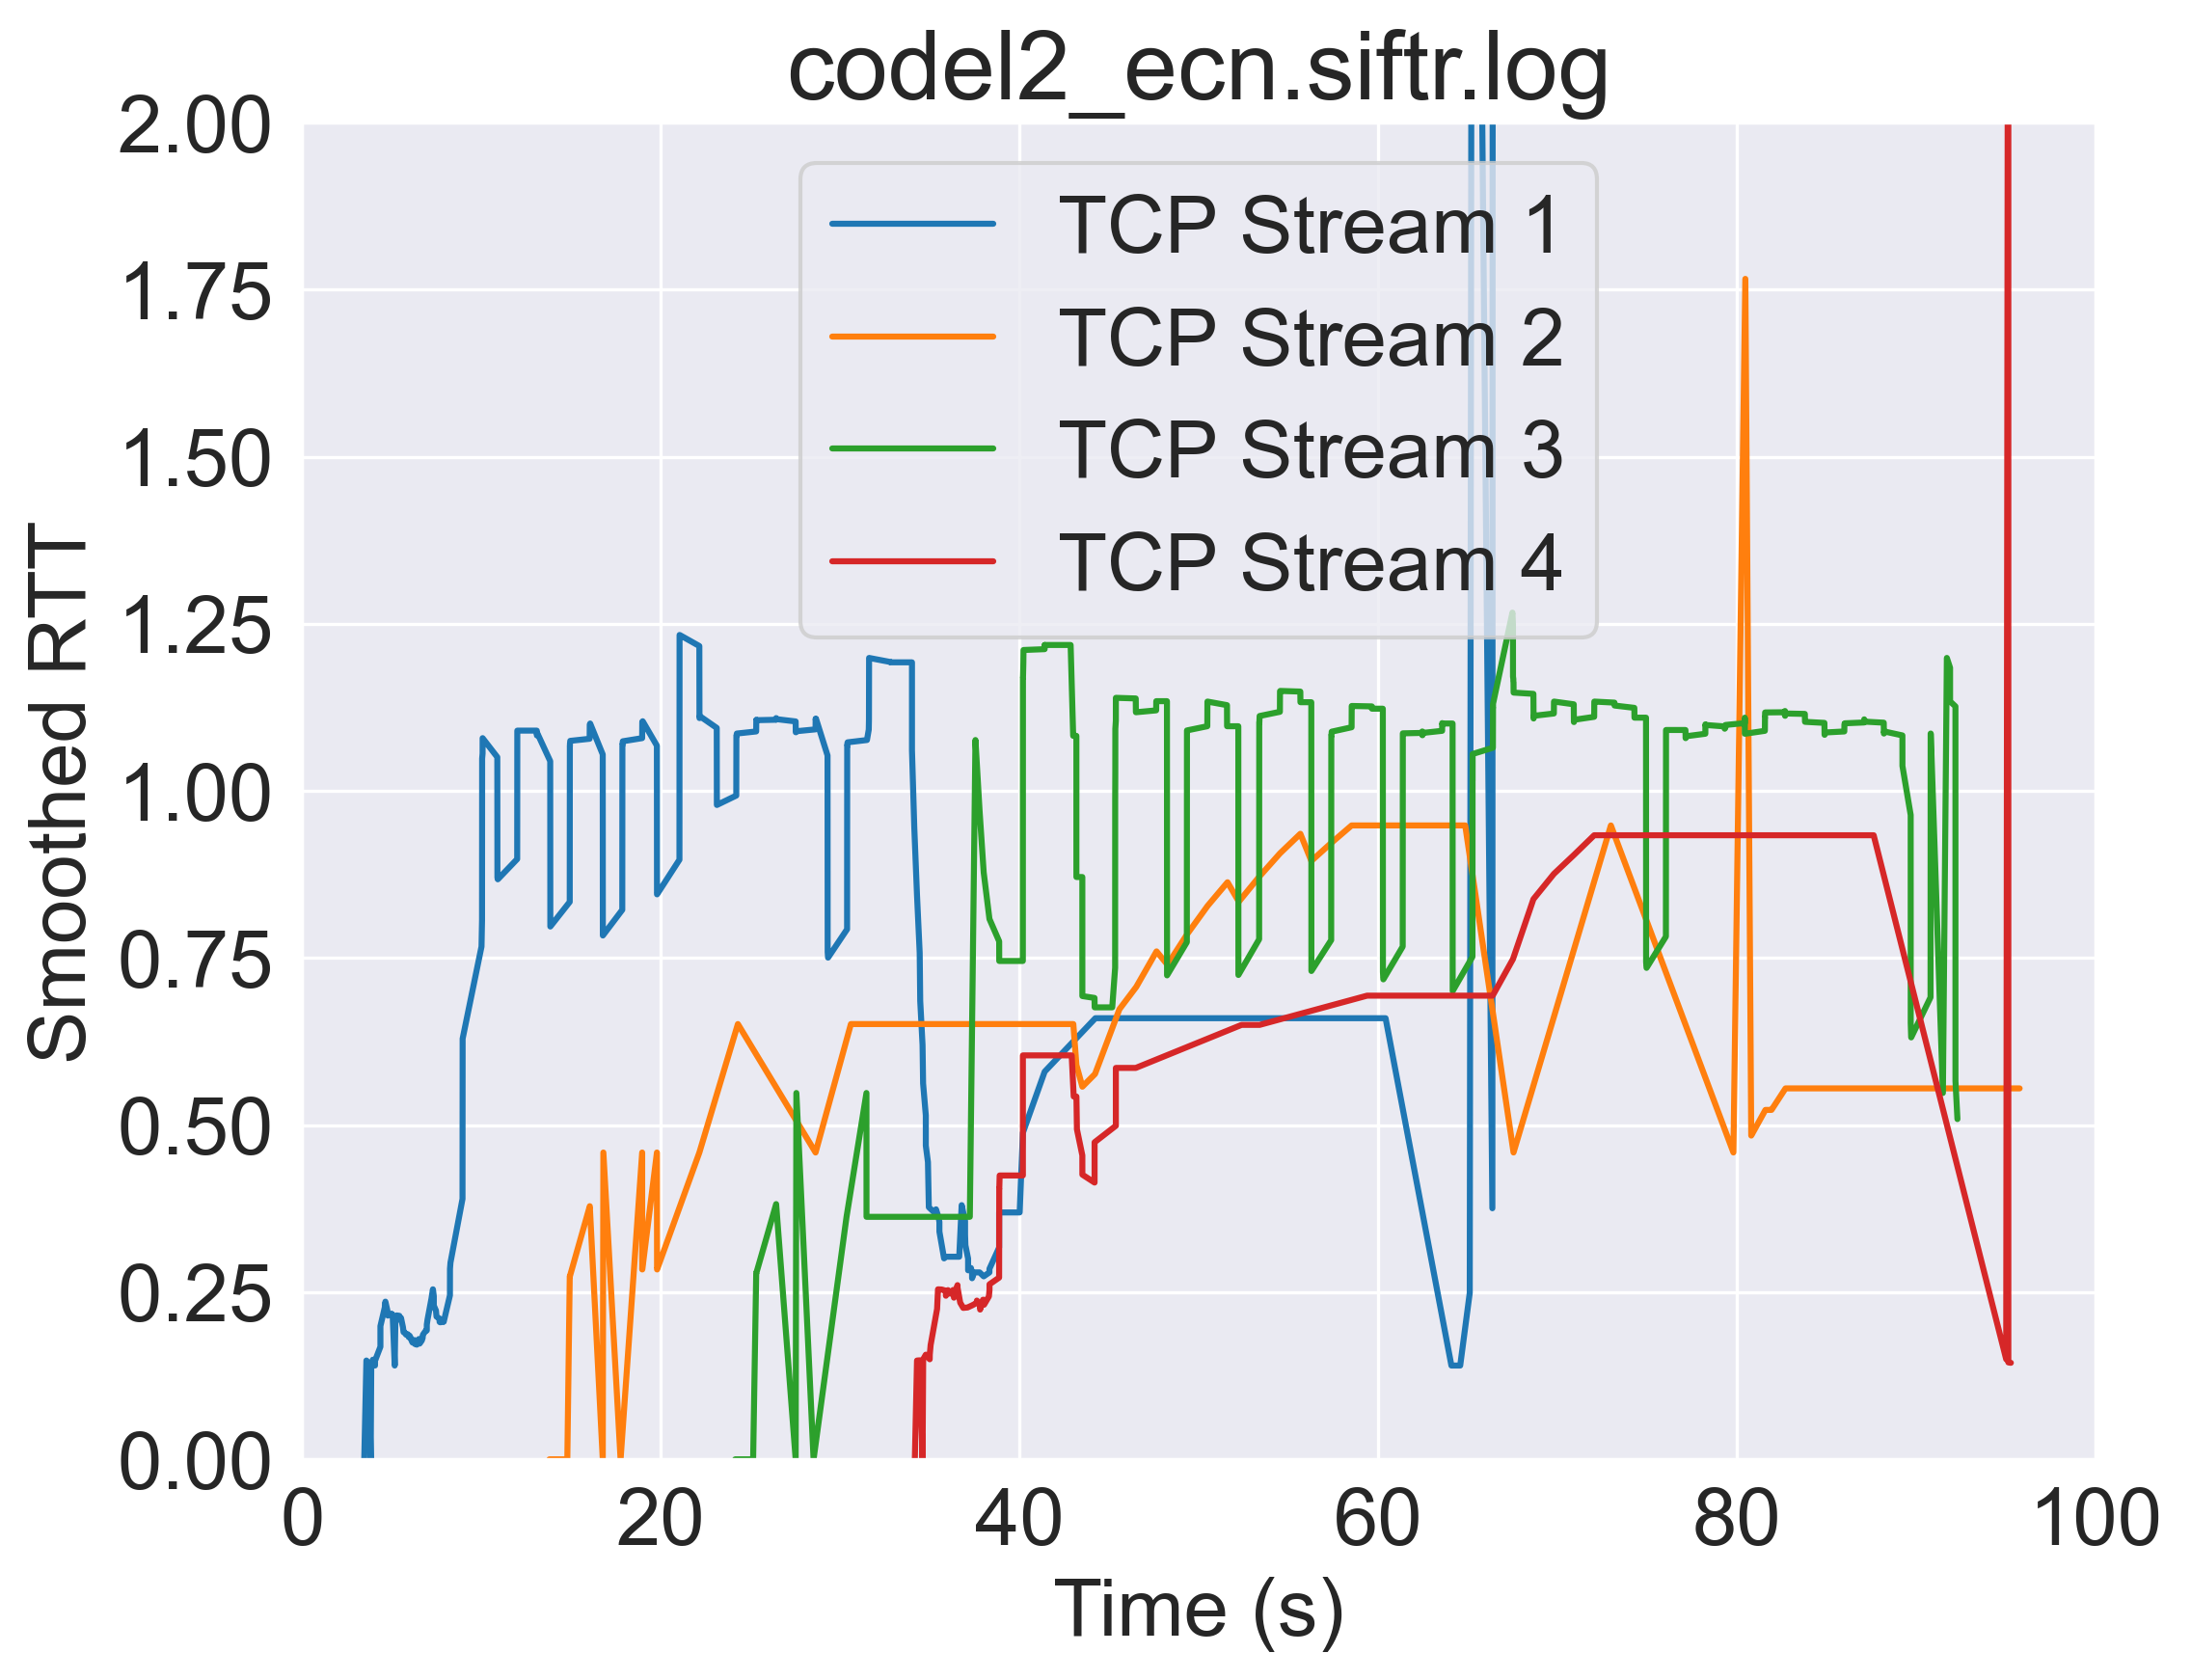 codel2_ecn.siftr.log
Smoothed RTT
2.00
1.75
1.50
1.25
1.00
0.75
0.50
0.25
0.00
TCP Stream 1
TCP Stream 2
TCP Stream 3
TCP Stream 4
0 20 40 60 80 100
Time (s)